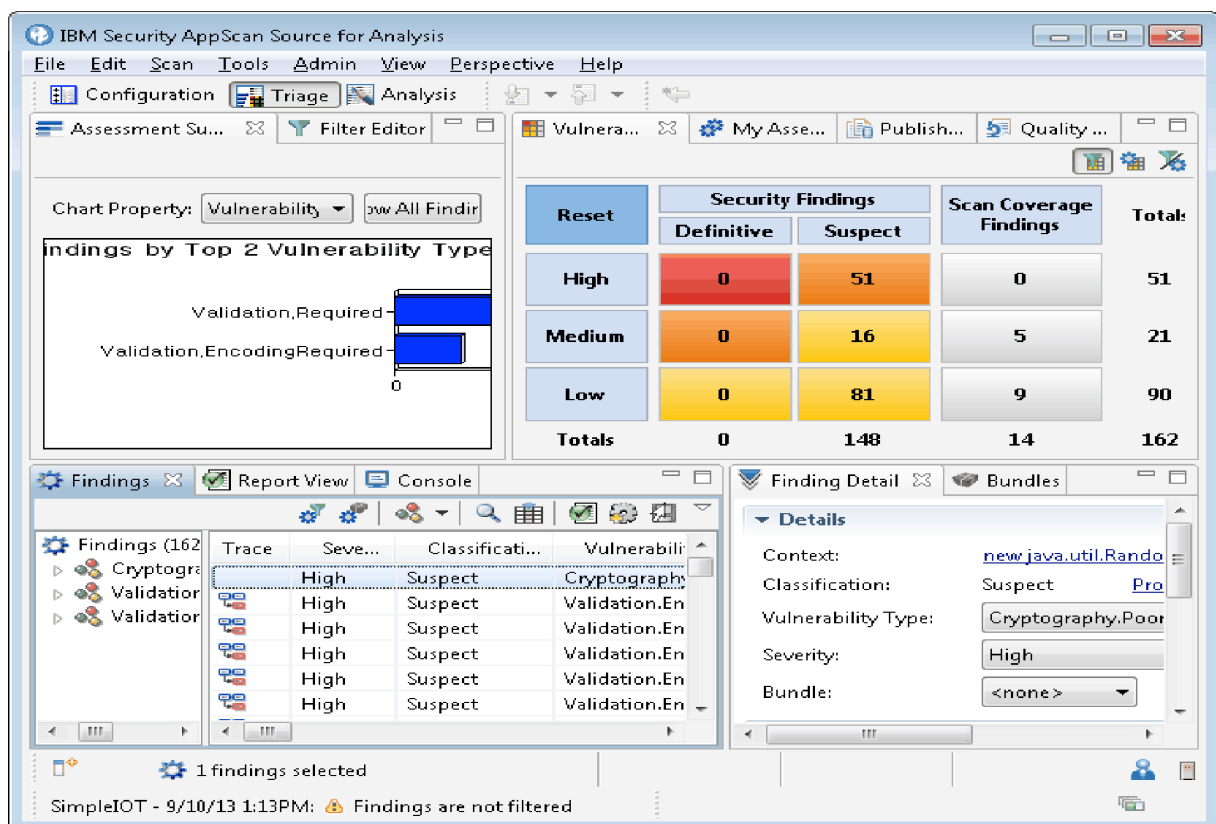 IBM Security AppScan Source for Analysis
File Edit Scan Tools Admin View Perspective Help
Configuration Triage Analysis
Assessment Su... Filter Editor
Chart Property: Vulnerability ow All Findin
indings by Top 2 Vulnerability Type
Validation.Required
Validation.EncodingRequired
0
Vulnera... My Asse... Publish... Quality ...
Reset Security Findings Scan Coverage Findings Totals
Definitive Suspect
High 0 51 0 51
Medium 0 16 5 21
Low 0 81 9 90
Totals 0 148 14 162
Findings Report View Console
Findings (162
Cryptogra
Validation
Validation
Trace Seve... Classificati... Vulnerabili
High Suspect Cryptography
High Suspect Validation.En
High Suspect Validation.En
High Suspect Validation.En
High Suspect Validation.En
High Suspect Validation.En
Finding Detail Bundles
Details
Context: new java.util.Rando
Classification: Suspect Pro
Vulnerability Type: Cryptography.Poor
Severity: High
Bundle: <none>
1 findings selected
SimpleIOT - 9/10/13 1:13PM: Findings are not filtered